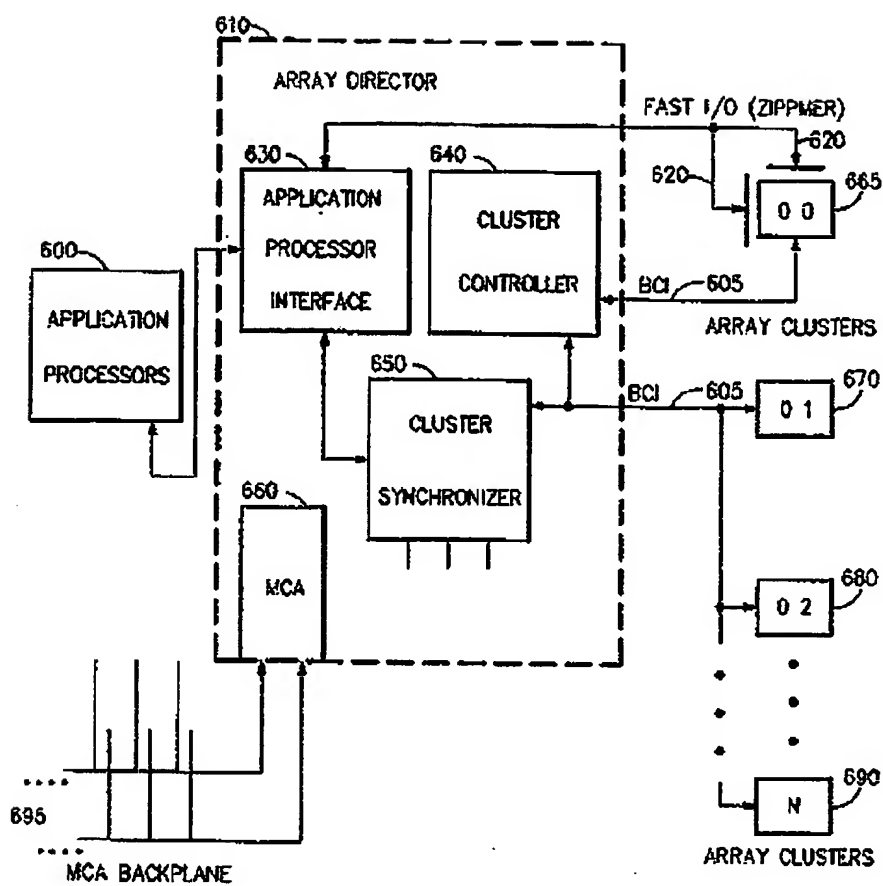 610
ARRAY DIRECTOR
FAST I/O (ZIPPMER)
620
630
640
620
665
APPLICATION
PROCESSOR
INTERFACE
CLUSTER
CONTROLLER
0 0
600
APPLICATION
PROCESSORS
BCI
605
ARRAY CLUSTERS
650
CLUSTER
SYNCHRONIZER
BCI
605
670
0 1
660
MCA
680
0 2
695
MCA BACKPLANE
690
N
ARRAY CLUSTERS